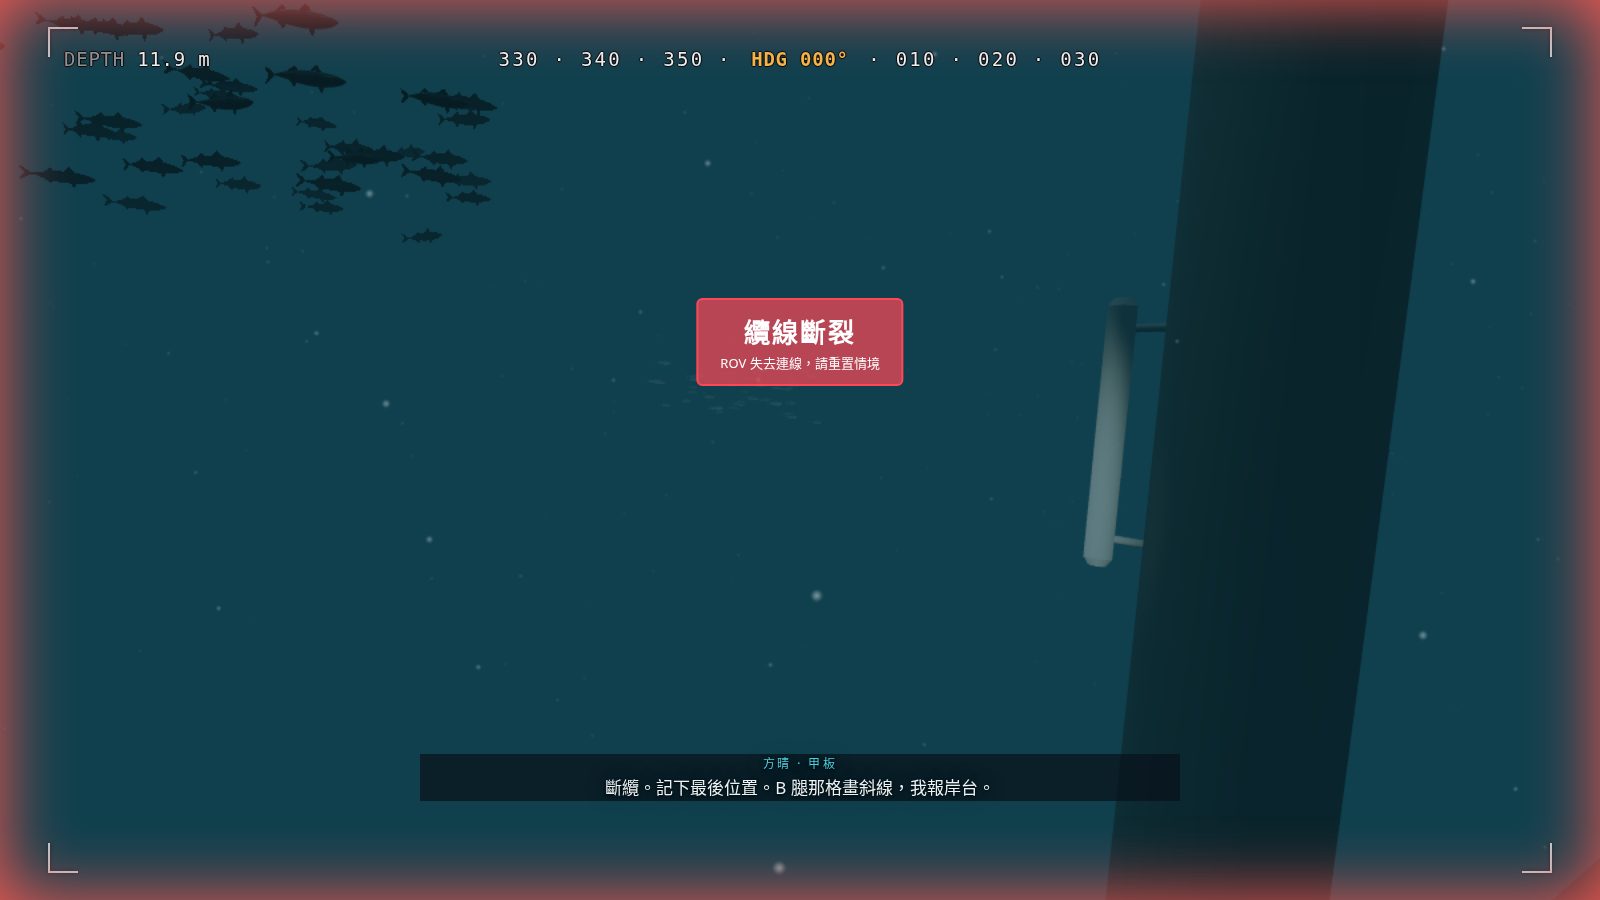 DEPTH 11.9 m
330 · 340 · 350 · HDG 000° · 010 · 020 · 030
纜線斷裂
ROV 失去連線，請重置情境
方晴 · 甲板
斷纜。記下最後位置。B 腿那格畫斜線，我報岸台。